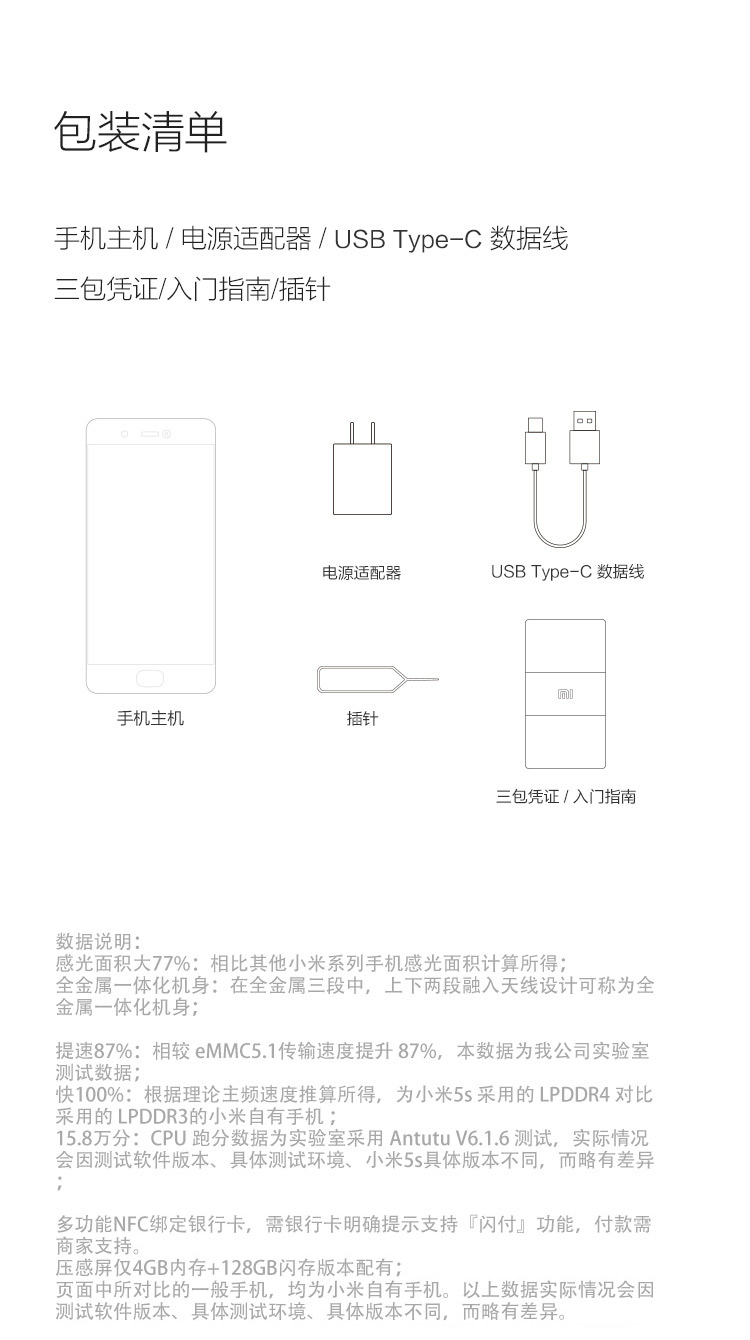 包装清单
手机主机 / 电源适配器 / USB Type-C 数据线
三包凭证/入门指南/插针
电源适配器
USB Type-C 数据线
手机主机
插针
三包凭证 / 入门指南
数据说明：
感光面积大77%：相比其他小米系列手机感光面积计算所得；
全金属一体化机身：在全金属三段中，上下两段融入天线设计可称为全
金属一体化机身；
提速87%：相较 eMMC5.1传输速度提升 87%，本数据为我公司实验室
测试数据；
快100%：根据理论主频速度推算所得，为小米5s 采用的 LPDDR4 对比
采用的 LPDDR3的小米自有手机；
15.8万分：CPU 跑分数据为实验室采用 Antutu V6.1.6 测试，实际情况
会因测试软件版本、具体测试环境、小米5s具体版本不同，而略有差异
；
多功能NFC绑定银行卡，需银行卡明确提示支持『闪付』功能，付款需
商家支持。
压感屏仅4GB内存+128GB闪存版本配有；
页面中所对比的一般手机，均为小米自有手机。以上数据实际情况会因
测试软件版本、具体测试环境、具体版本不同，而略有差异。